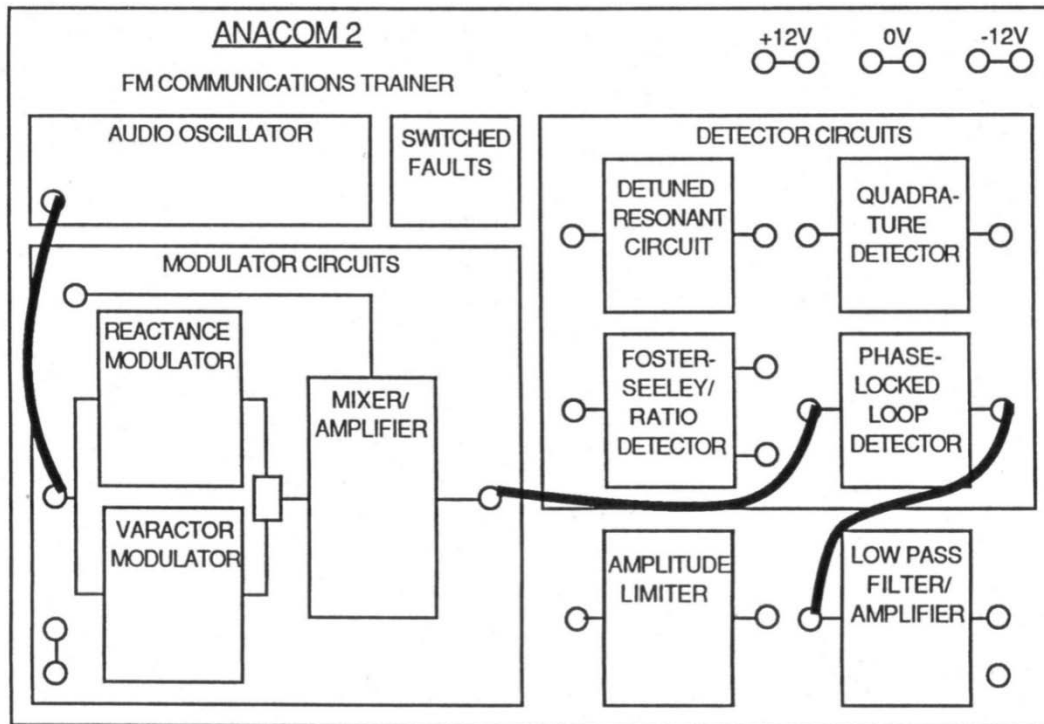 ANACOM 2
+12V 0V -12V
FM COMMUNICATIONS TRAINER
AUDIO OSCILLATOR
SWITCHED
FAULTS
DETECTOR CIRCUITS
DETUNED
RESONANT
CIRCUIT
QUADRA-
TURE
DETECTOR
MODULATOR CIRCUITS
REACTANCE
MODULATOR
MIXER/
AMPLIFIER
FOSTER-
SEELEY/
RATIO
DETECTOR
PHASE-
LOCKED
LOOP
DETECTOR
VARACTOR
MODULATOR
AMPLITUDE
LIMITER
LOW PASS
FILTER/
AMPLIFIER